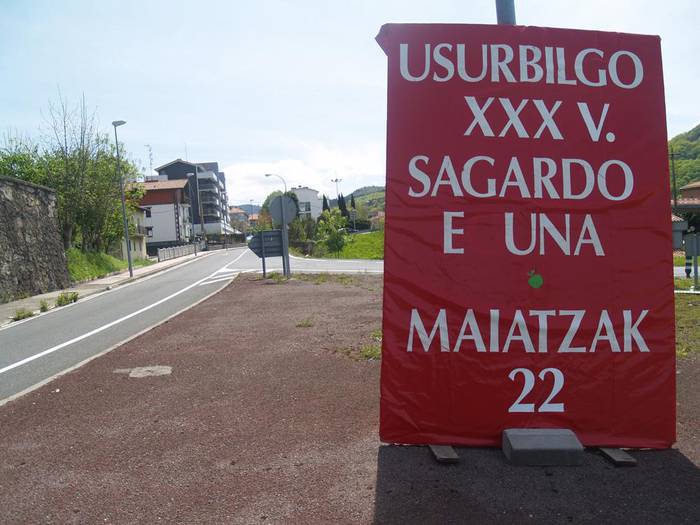 USURBILGO
XXX V.
SAGARDO
E UNA
MAIATZAK
22